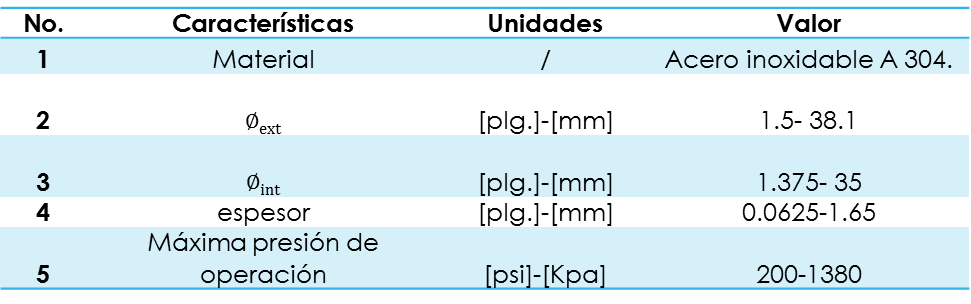 No. Características Unidades Valor
1 Material / Acero inoxidable A 304.
2 ∅ext [plg.]-[mm] 1.5- 38.1
3 ∅int [plg.]-[mm] 1.375- 35
4 espesor [plg.]-[mm] 0.0625-1.65
Máxima presión de
5 operación [psi]-[Kpa] 200-1380